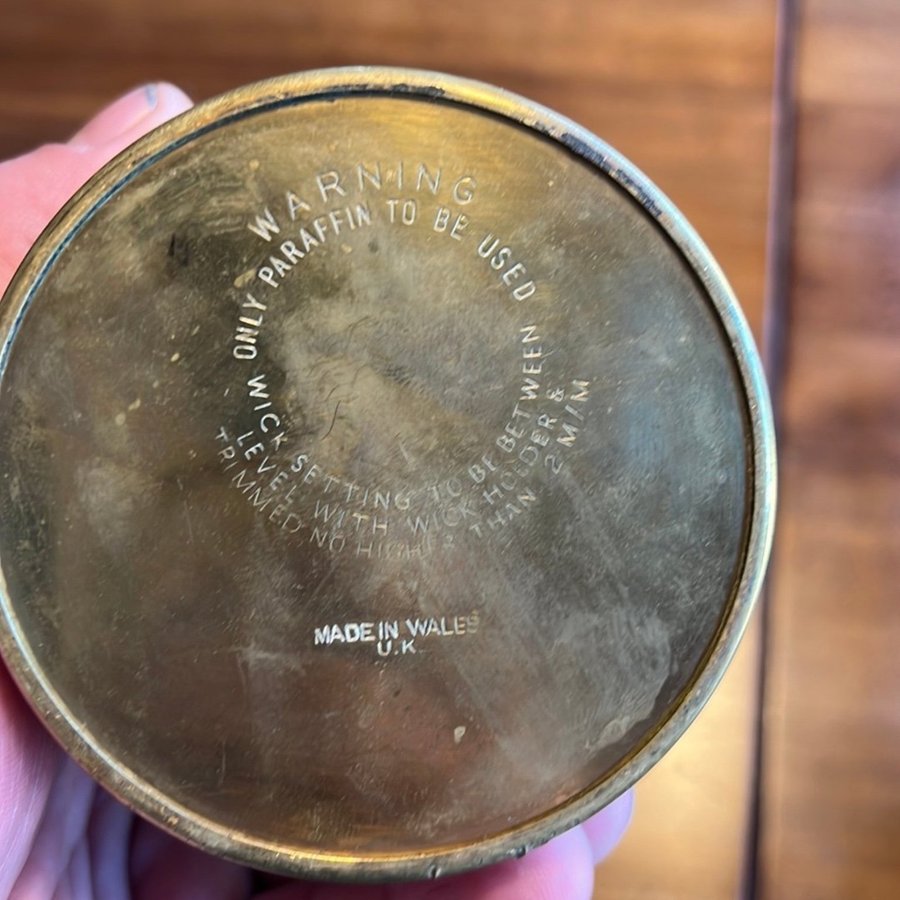 WARNING
ONLY PARAFFIN TO BE USED
WICK SETTING TO BE BETWEEN
LEVEL WITH WICK HOLDER &
TRIMMED NO HIGHER THAN 2 M/M
MADE IN WALES
U.K.